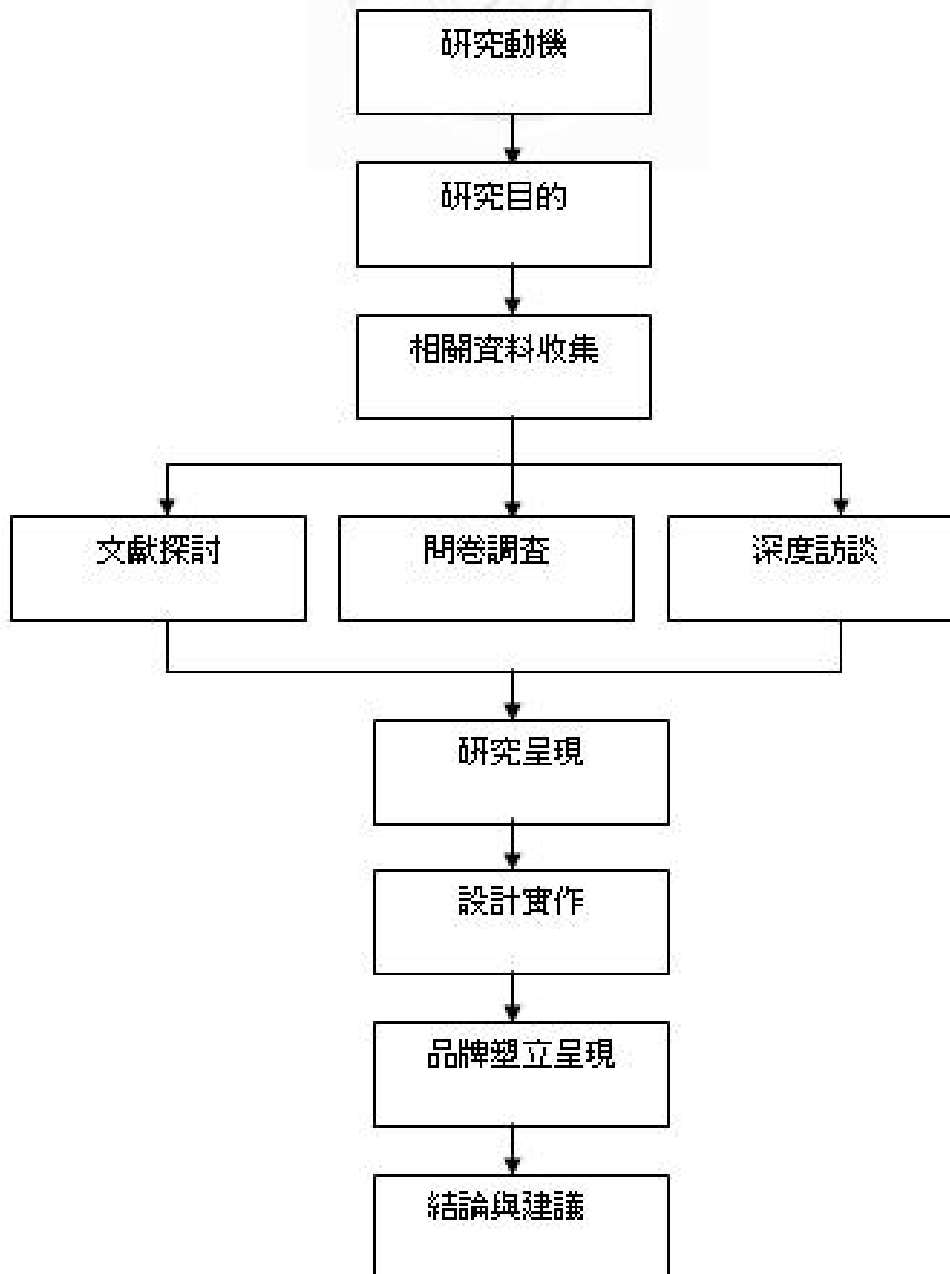 研究動機
研究目的
相關資料收集
文獻探討
問卷調查
深度訪談
研究呈現
設計實作
品牌塑立呈現
結論與建議